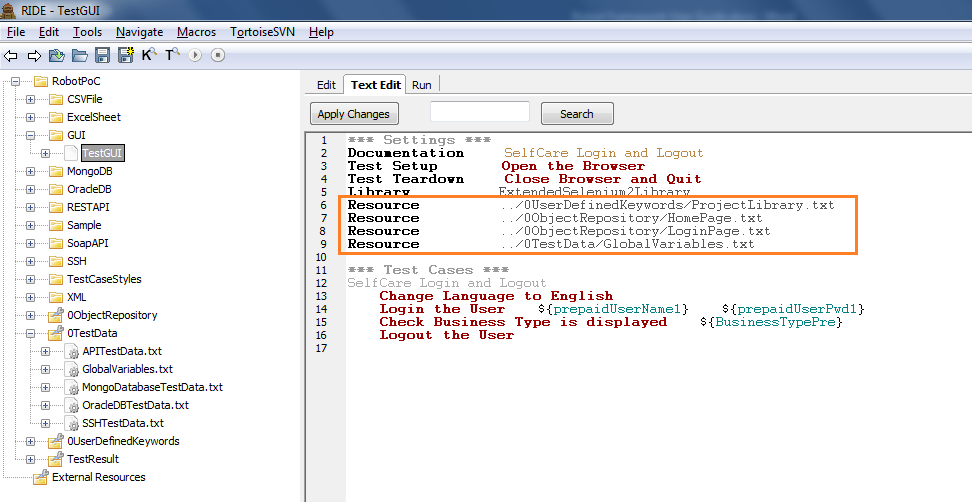 RIDE - TestGUI
File Edit Tools Navigate Macros TortoiseSVN Help
K T
RobotPoC
CSVFile
ExcelSheet
GUI
TestGUI
MongoDB
OracleDB
RESTAPI
Sample
SoapAPI
SSH
TestCaseStyles
XML
0ObjectRepository
0TestData
APITestData.txt
GlobalVariables.txt
MongoDatabaseTestData.txt
OracleDBTestData.txt
SSHTestData.txt
0UserDefinedKeywords
TestResult
External Resources
Edit Text Edit Run
Apply Changes Search
1 *** Settings ***
2 Documentation SelfCare Login and Logout
3 Test Setup Open the Browser
4 Test Teardown Close Browser and Quit
5 Library ExtendedSelenium2Library
6 Resource ../0UserDefinedKeywords/ProjectLibrary.txt
7 Resource ../0ObjectRepository/HomePage.txt
8 Resource ../0ObjectRepository/LoginPage.txt
9 Resource ../0TestData/GlobalVariables.txt
10
11 *** Test Cases ***
12 SelfCare Login and Logout
13 Change Language to English
14 Login the User ${prepaidUserName1} ${prepaidUserPwd1}
15 Check Business Type is displayed ${BusinessTypePre}
16 Logout the User
17